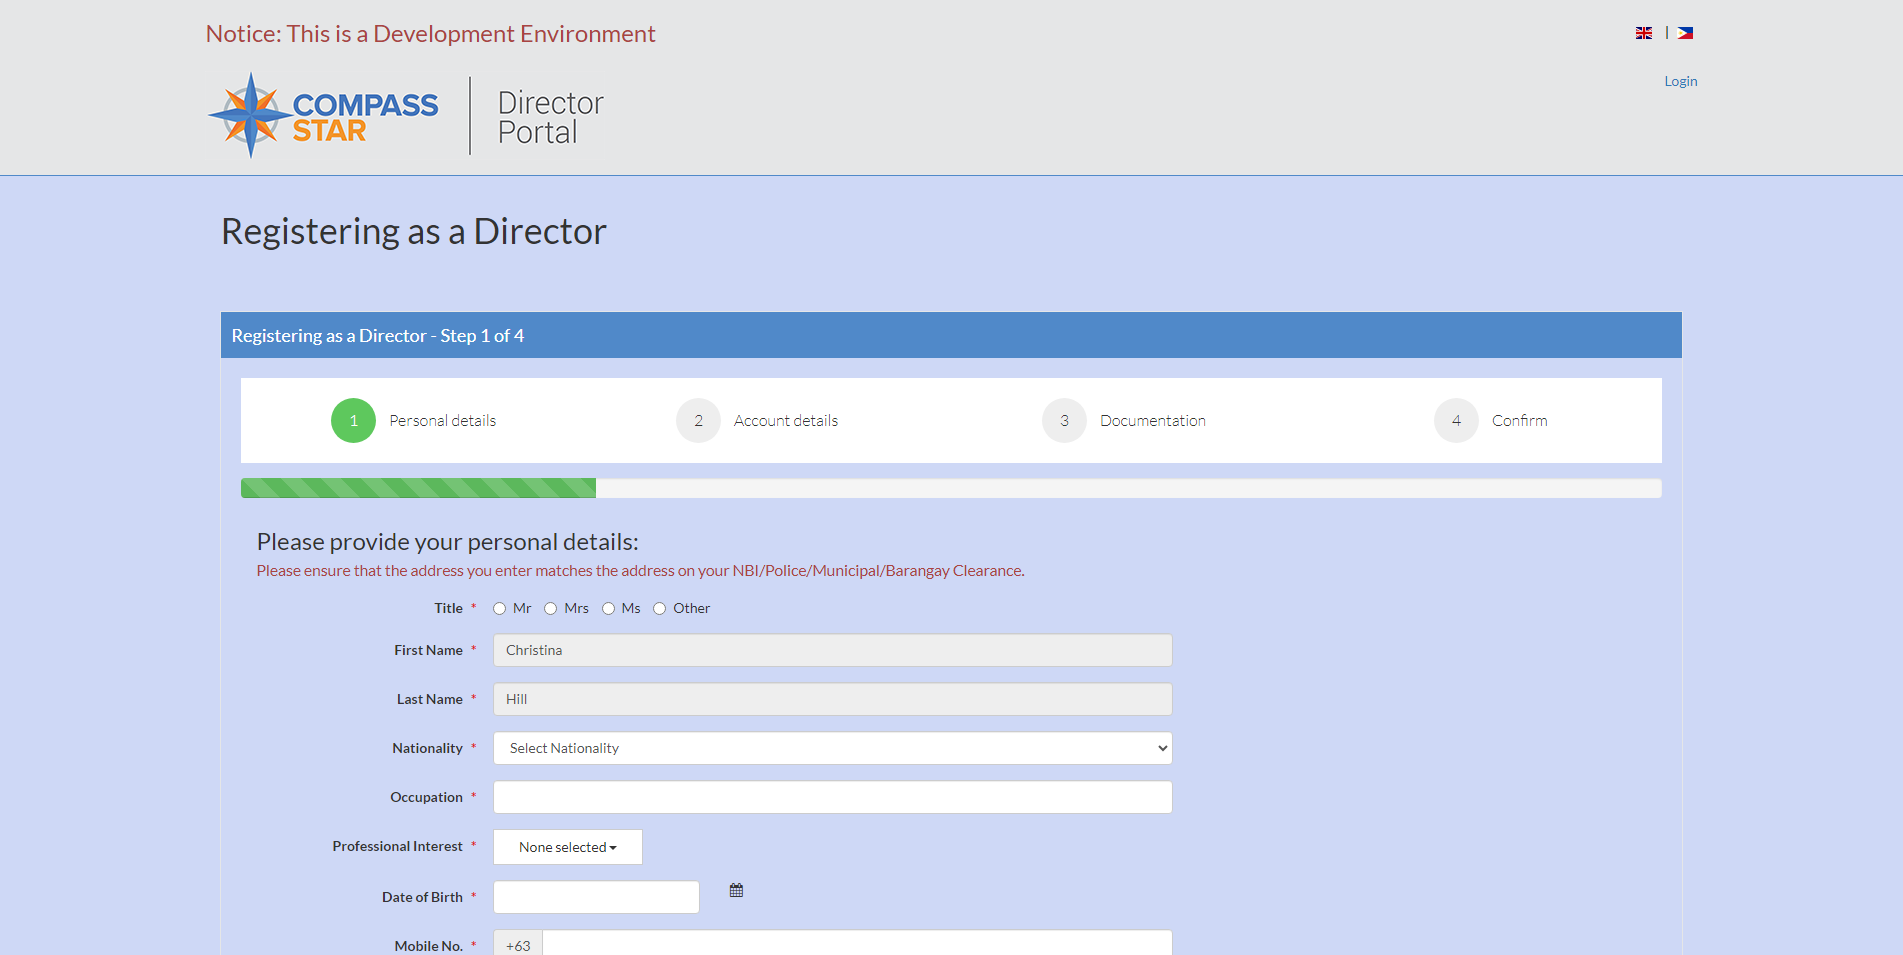 Notice: This is a Development Environment
|
Login
COMPASS
STAR
Director
Portal
Registering as a Director
Registering as a Director - Step 1 of 4
1 Personal details 2 Account details 3 Documentation 4 Confirm
Please provide your personal details:
Please ensure that the address you enter matches the address on your NBI/Police/Municipal/Barangay Clearance.
Title * Mr Mrs Ms Other
First Name * Christina
Last Name * Hill
Nationality * Select Nationality
Occupation *
Professional Interest * None selected
Date of Birth *
Mobile No. * +63